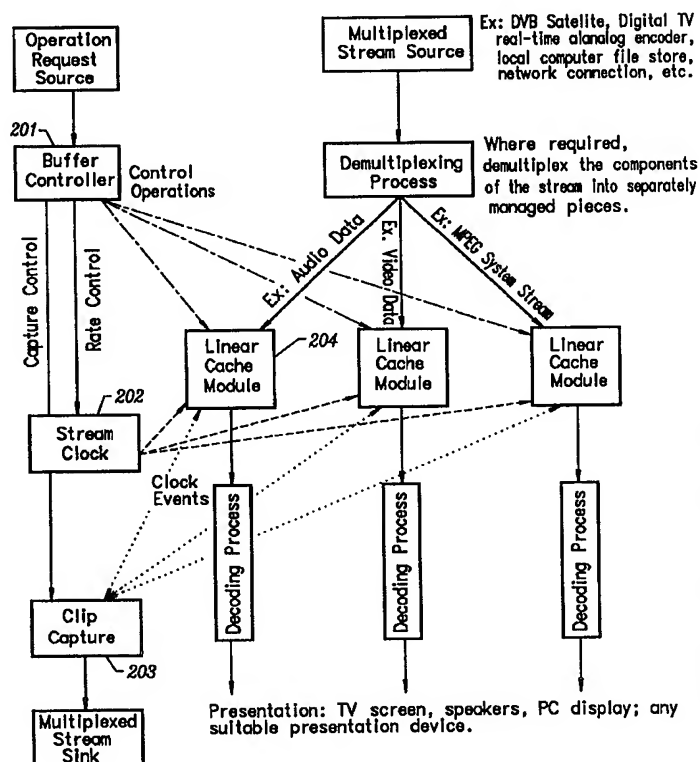 Operation
Request
Source
Multiplexed
Stream Source
Ex: DVB Satelite, Digital TV
real-time alanalog encoder,
local computer file store,
network connection, etc.
201
Buffer
Controller
Control
Operations
Demultiplexing
Process
Where required,
demultiplex the components
of the stream into separately
managed pieces.
Capture Control
Rate Control
Ex: Audio Data
Ex. Video Data
Ex: MPEG System Stream
Linear
Cache
Module
204
Linear
Cache
Module
Linear
Cache
Module
202
Stream
Clock
Clock
Events
Decoding Process
Decoding Process
Decoding Process
Clip
Capture
203
Multiplexed
Stream
Sink
Presentation: TV screen, speakers, PC display; any
suitable presentation device.